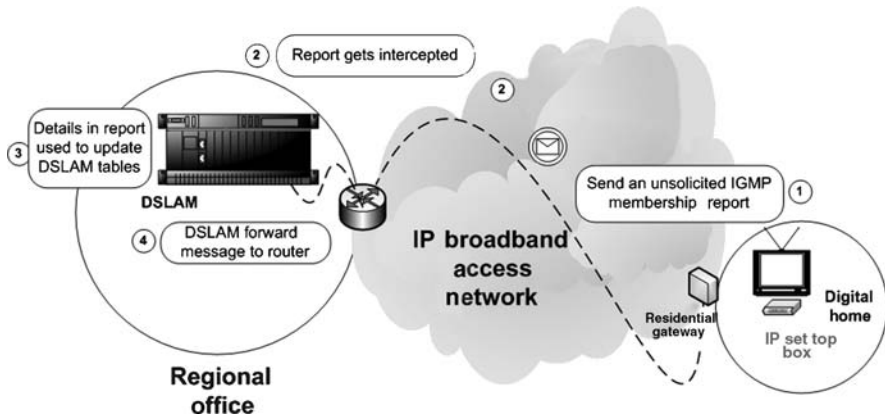 2
Report gets intercepted
2
3
Details in report
used to update
DSLAM tables
1
Send an unsolicited IGMP
membership report
DSLAM
4
DSLAM forward
message to router
IP broadband
access
network
Residential
gateway
Digital
home
IP set top
box
Regional
office